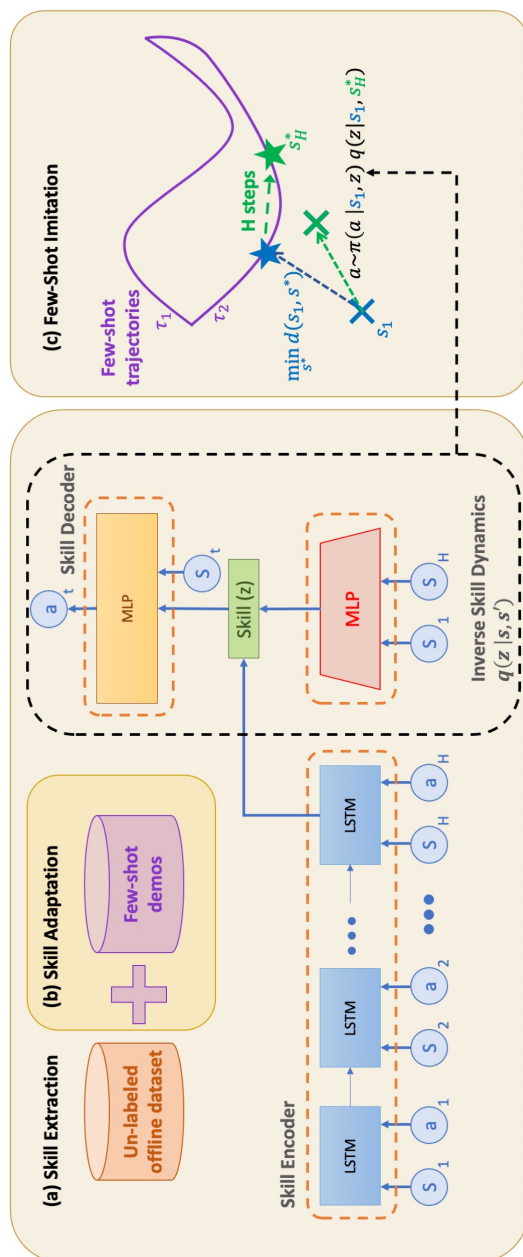 (a) Skill Extraction
Un-labeled
offline dataset
(b) Skill Adaptation
Few-shot
demos
Skill Encoder
LSTM
LSTM
LSTM
S 1
a 1
S 2
a 2
S H
a H
Skill Decoder
a t
MLP
S t
Skill (z)
MLP
S 1
S H
Inverse Skill Dynamics
q(z |s, s′)
(c) Few-Shot Imitation
Few-shot
trajectories
τ₁
τ₂
H steps
s*_H
min d(s₁, s*)
s*
s₁
a~π(a |s₁, z) q(z|s₁, s*_H)